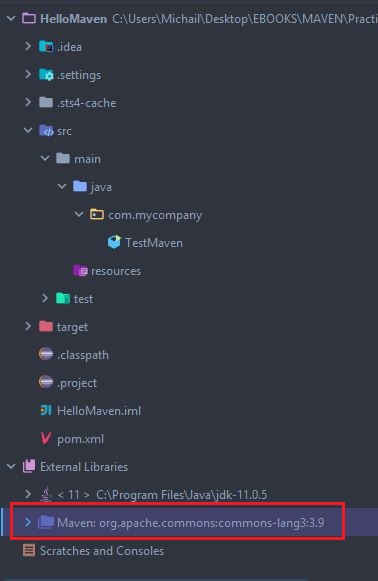 HelloMaven C:\Users\Michail\Desktop\EBOOKS\MAVEN\Practi
.idea
.settings
.sts4-cache
src
main
java
com.mycompany
TestMaven
resources
test
target
.classpath
.project
HelloMaven.iml
pom.xml
External Libraries
< 11 > C:\Program Files\Java\jdk-11.0.5
Maven: org.apache.commons:commons-lang3:3.9
Scratches and Consoles